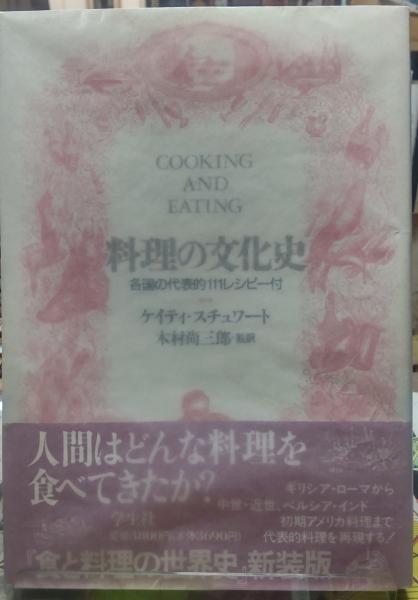 COOKING
AND
EATING
料理の文化史
各国の代表的111レシピー付
ケイティ・スチュワート
木村尚三郎・監訳
人間はどんな料理を
食べてきたか?
ギリシア・ローマから
中世・近世、ペルシア・インド
初期アメリカ料理まで
代表的料理を再現する!
学生社
『食と料理の世界史』新装版